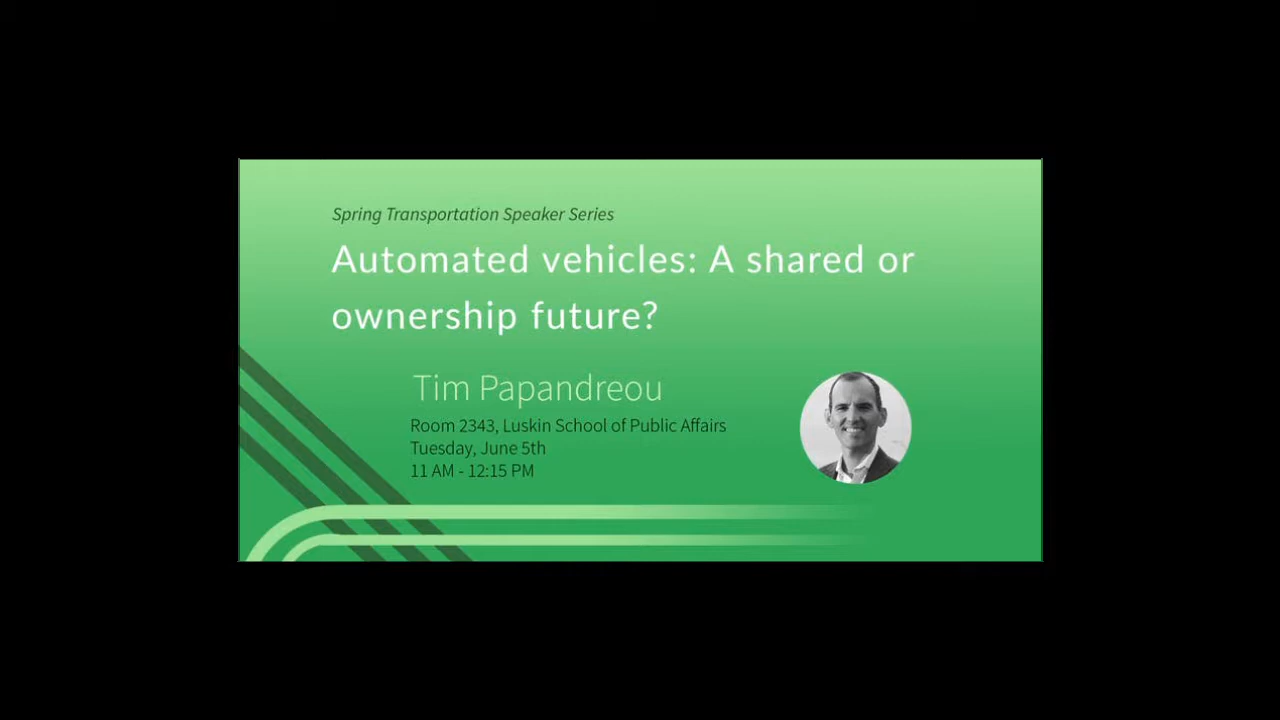 Spring Transportation Speaker Series
Automated vehicles: A shared or
ownership future?
Tim Papandreou
Room 2343, Luskin School of Public Affairs
Tuesday, June 5th
11 AM - 12:15 PM